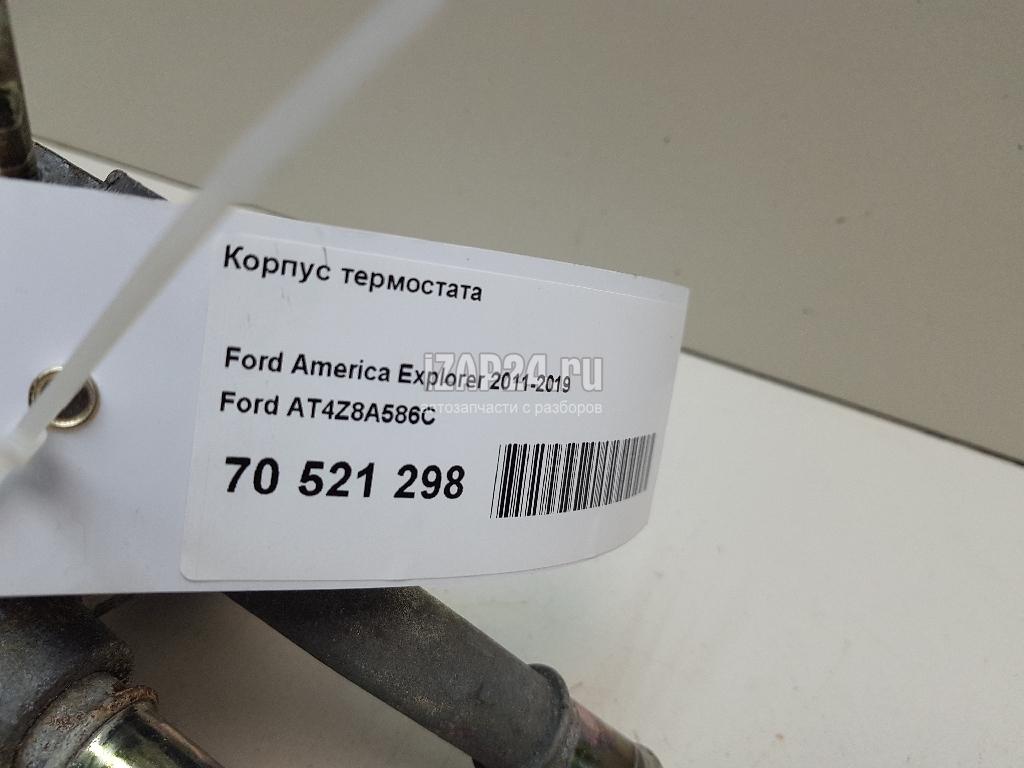 Корпус термостата
Ford America Explorer 2011-2019
Ford AT4Z8A586C
70 521 298
iZAP24.ru
автозапчасти с разборов